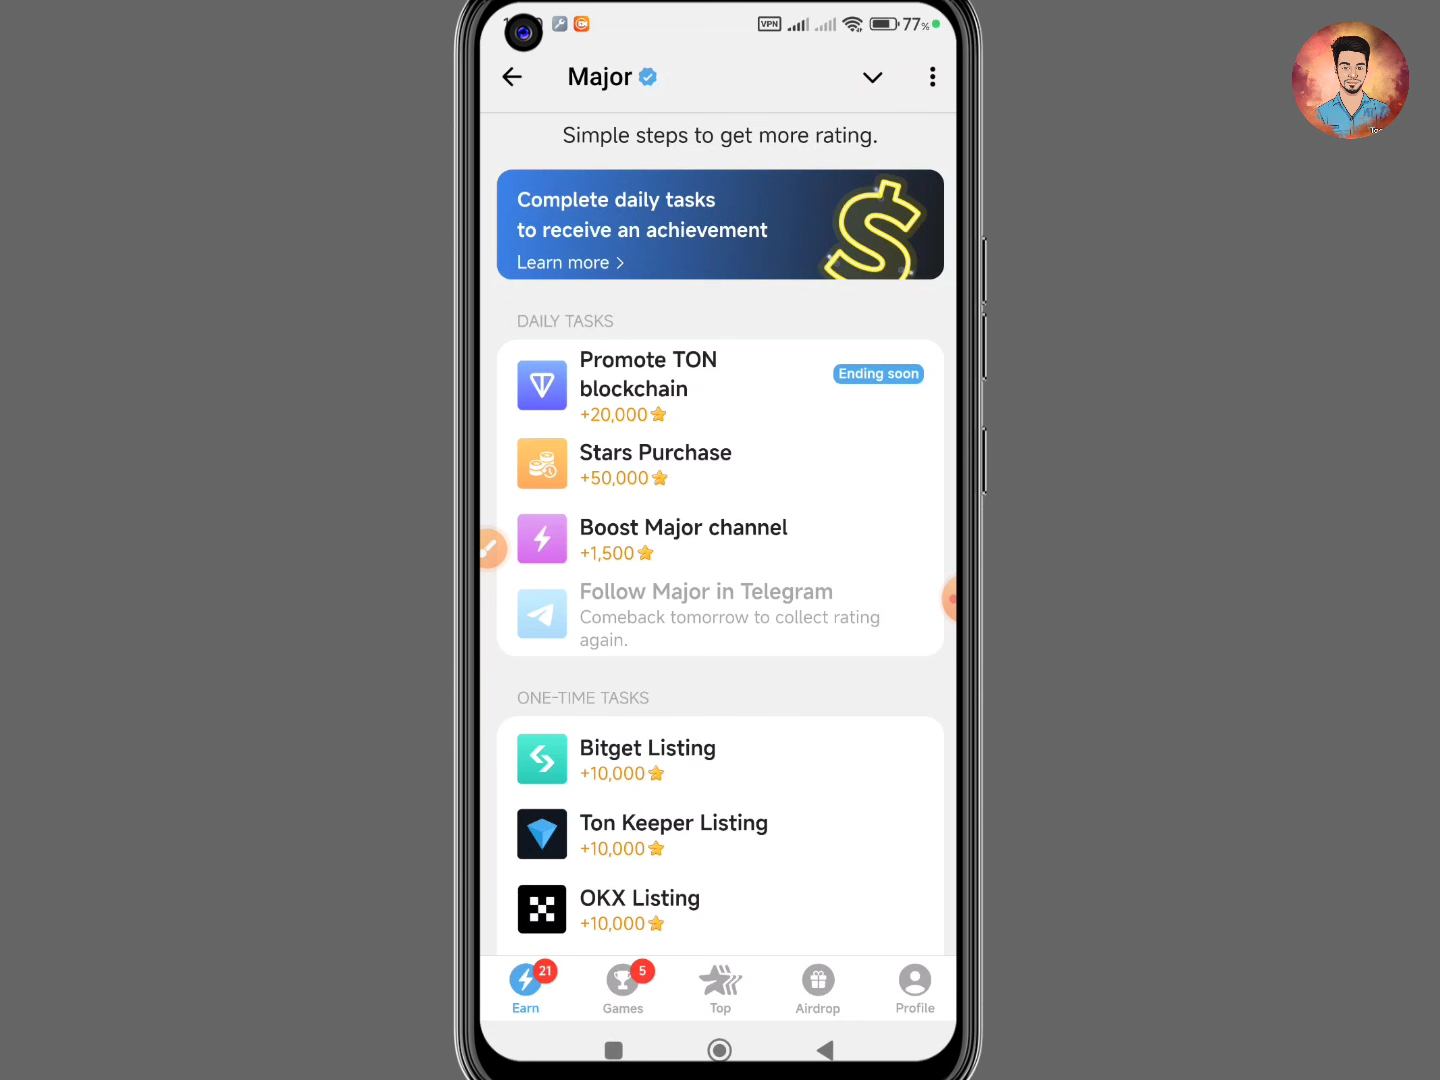 VPN 77%
Major
Simple steps to get more rating.
Complete daily tasks
to receive an achievement
Learn more >
DAILY TASKS
Promote TON
blockchain
Ending soon
+20,000
Stars Purchase
+50,000
Boost Major channel
+1,500
Follow Major in Telegram
Comeback tomorrow to collect rating
again.
ONE-TIME TASKS
Bitget Listing
+10,000
Ton Keeper Listing
+10,000
OKX Listing
+10,000
21 5
Earn Games Top Airdrop Profile